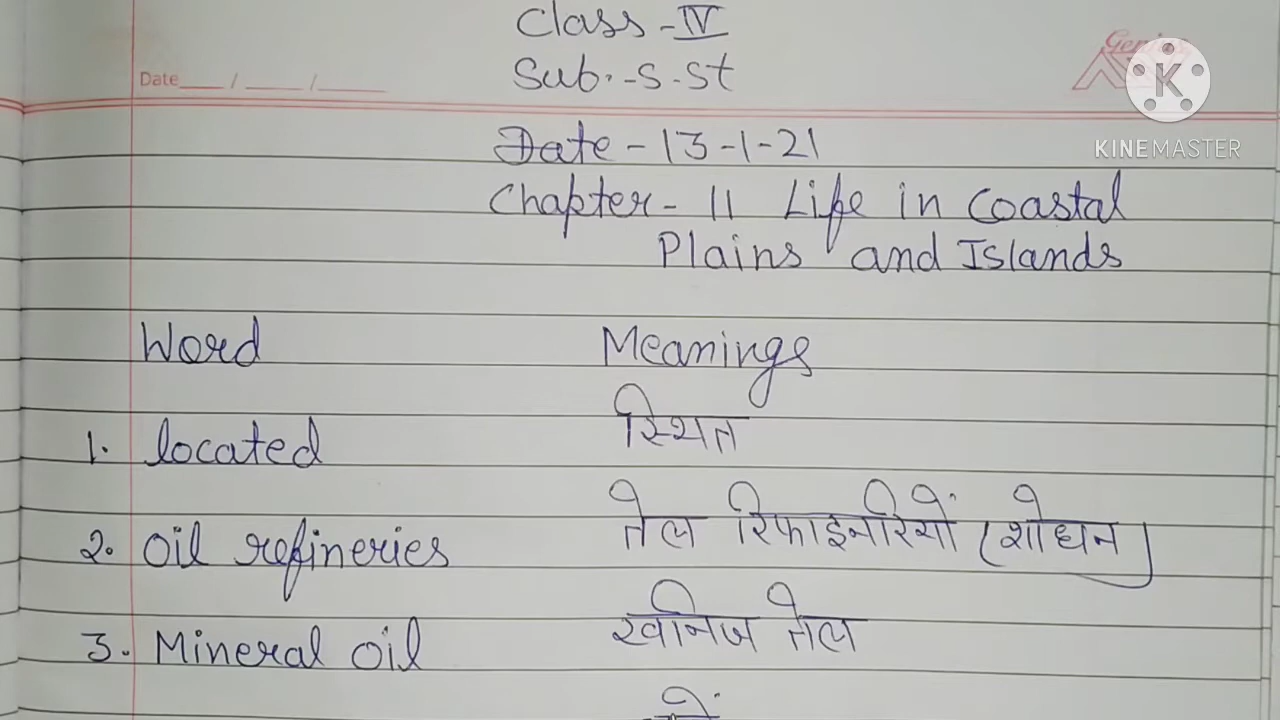 Class - IV
Sub. - S. St
Date ___ / ___ / ___
Genius
KINEMASTER
Date - 13-1-21
Chapter - 11 Life in Coastal
Plains and Islands
Word Meanings
1. located स्थित
2. Oil refineries तेल रिफाइनरियों (शोधन)
3. Mineral oil खनिज तेल